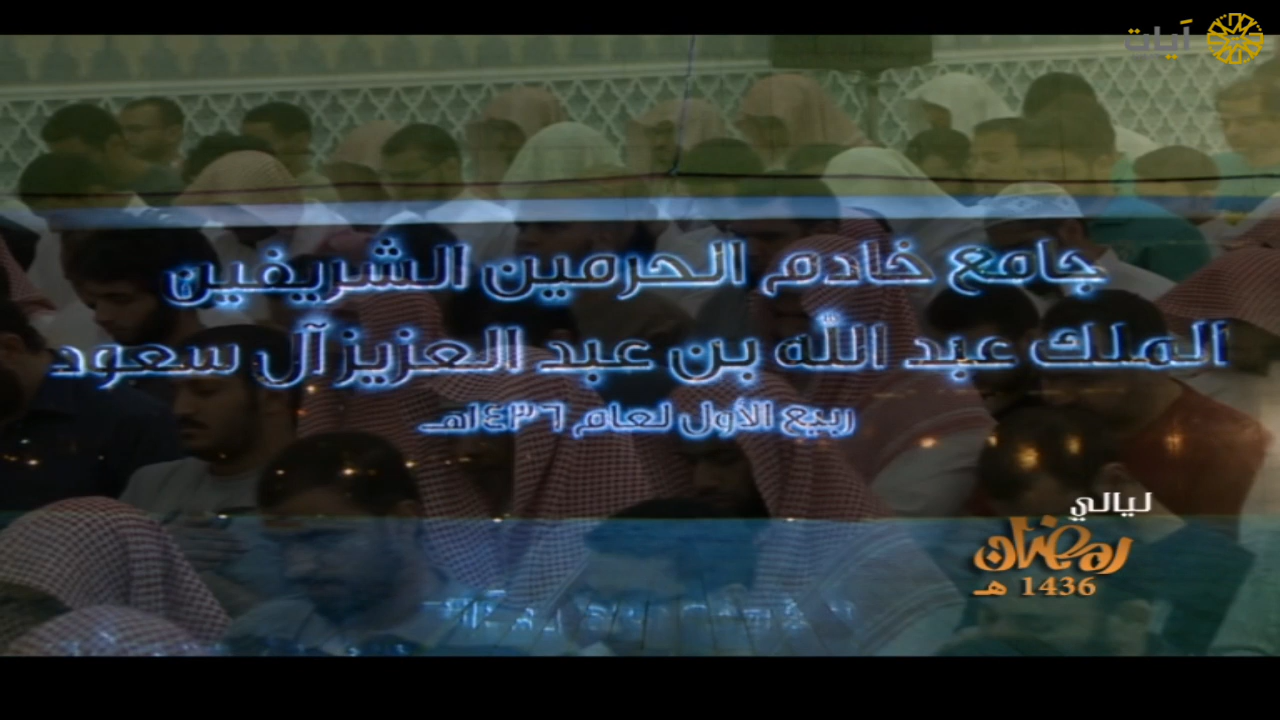 آيات
جامع خادم الحرمين الشريفين
الملك عبد الله بن عبد العزيز آل سعود
ربيع الأول لعام ١٤٣٦هـ
ليالي
رمضان
1436 هـ